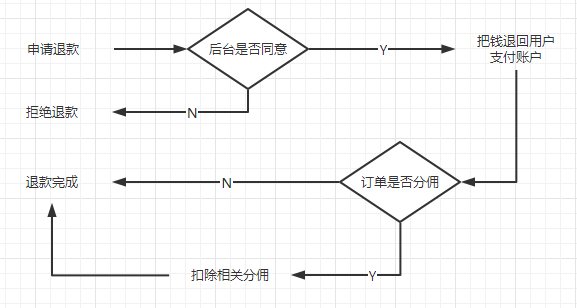 申请退款
后台是否同意
Y
把钱退回用户
支付账户
拒绝退款
N
退款完成
N
订单是否分佣
扣除相关分佣
Y